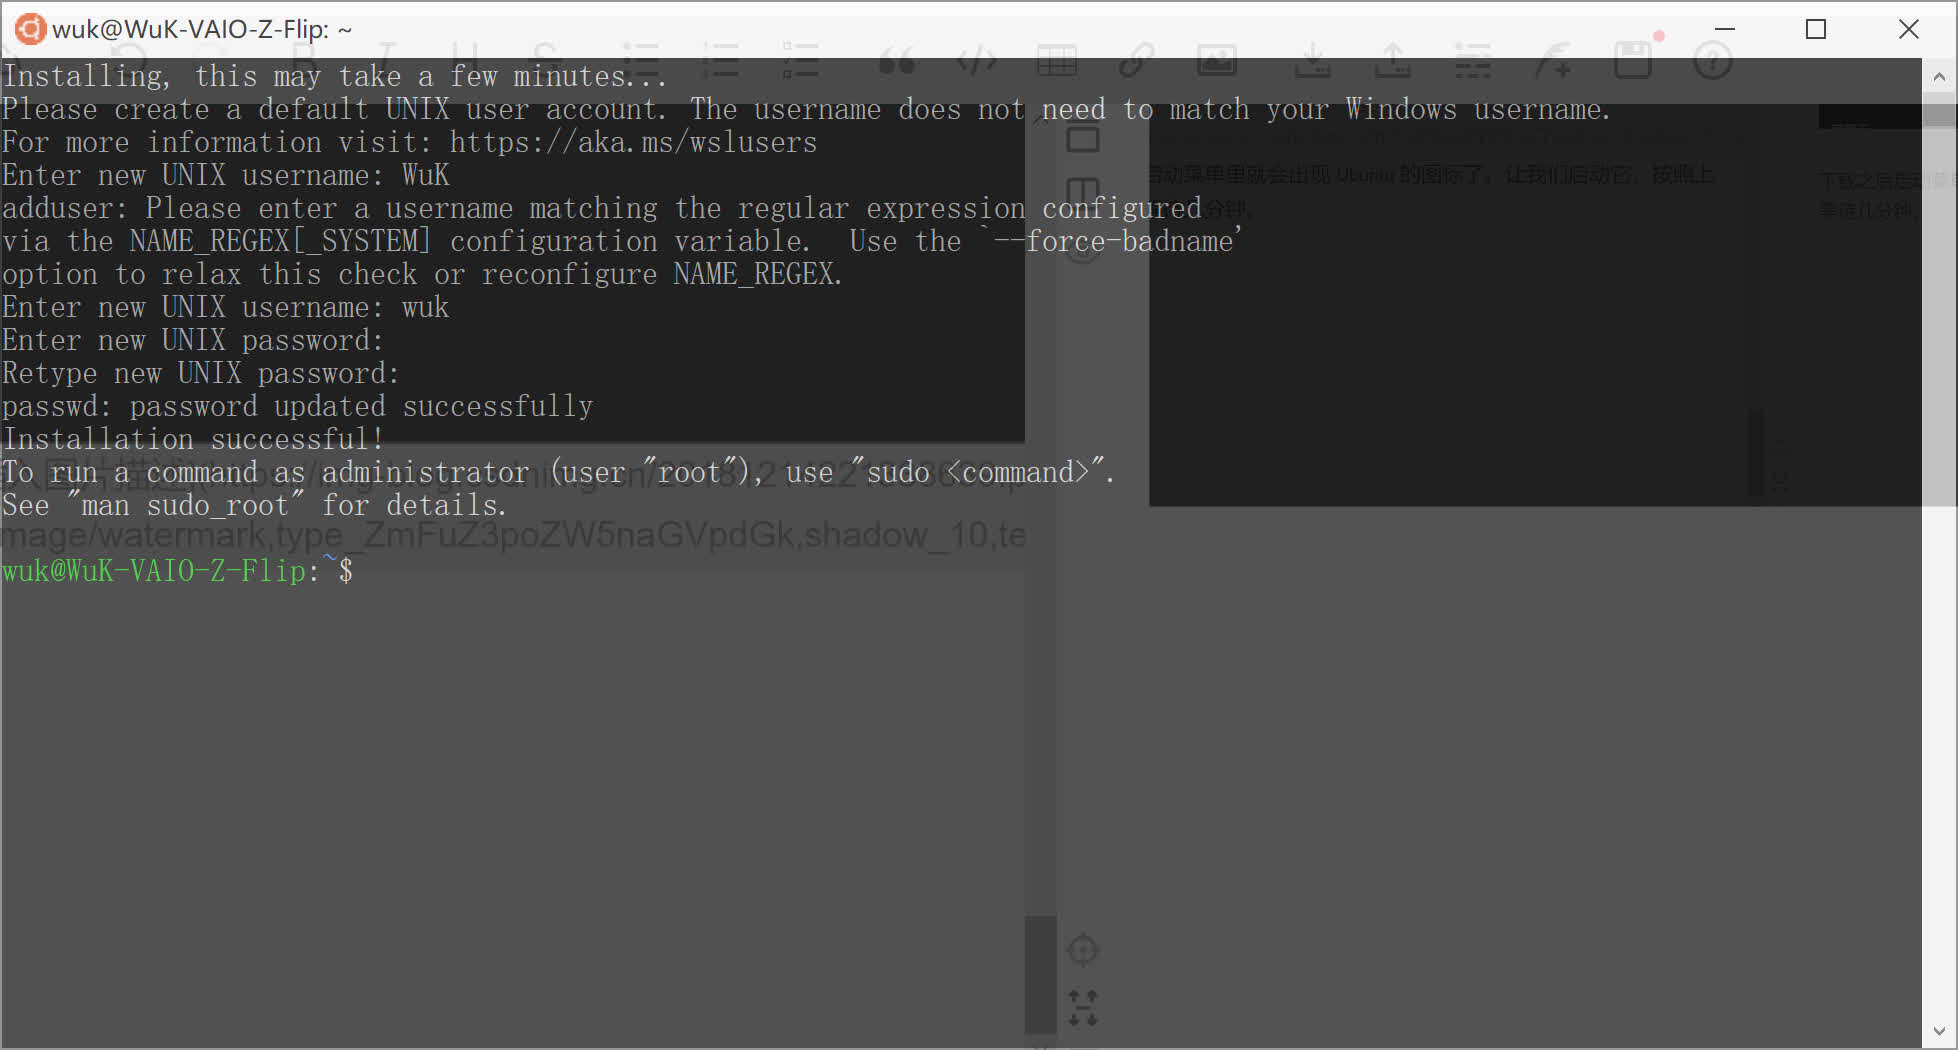 wuk@WuK-VAIO-Z-Flip: ~
Installing, this may take a few minutes...
Please create a default UNIX user account. The username does not need to match your Windows username.
For more information visit: https://aka.ms/wslusers
Enter new UNIX username: WuK
adduser: Please enter a username matching the regular expression configured
via the NAME_REGEX[_SYSTEM] configuration variable.  Use the `--force-badname'
option to relax this check or reconfigure NAME_REGEX.
Enter new UNIX username: wuk
Enter new UNIX password:
Retype new UNIX password:
passwd: password updated successfully
Installation successful!
To run a command as administrator (user "root"), use "sudo <command>".
See "man sudo_root" for details.
wuk@WuK-VAIO-Z-Flip:~$
动菜单里就会出现 Ubuntu 的图标了。让我们启动它，按照上
分钟。
下载之后启动菜单
等待几分钟。
入图片描述
mage/watermark,type_ZmFuZ3poZW5naGVpdGk,shadow_10,te